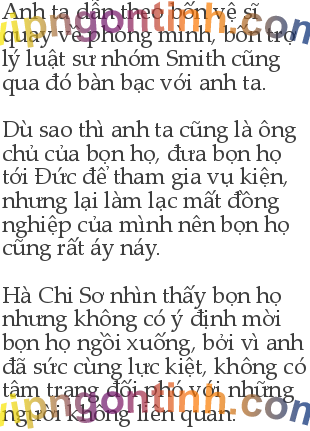 Anh ta dẫn theo bốn vệ sĩ
quay về phòng mình, bốn trợ
lý luật sư nhóm Smith cũng
qua đó bàn bạc với anh ta.
Dù sao thì anh ta cũng là ông
chủ của bọn họ, đưa bọn họ
tới Đức để tham gia vụ kiện,
nhưng lại làm lạc mất đồng
nghiệp của mình nên bọn họ
cũng rất áy náy.
Hà Chi Sơ nhìn thấy bọn họ
nhưng không có ý định mời
bọn họ ngồi xuống, bởi vì anh
đã sức cùng lực kiệt, không có
tâm trạng đối phó với những
người không liên quan.
vipngontinh.com
vipngontinh.com